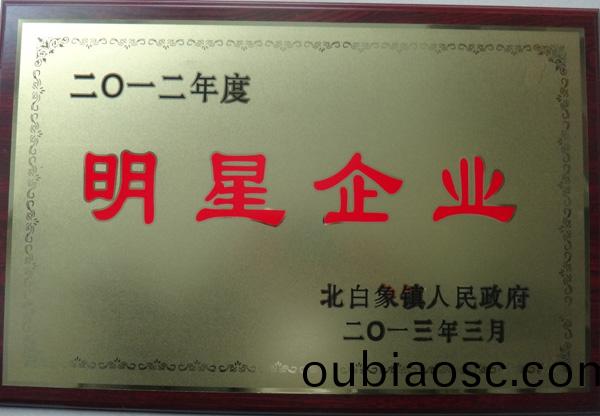 二〇一二年度
明星企业
北白象镇人民政府
二〇一三年三月
oubiaosc.com